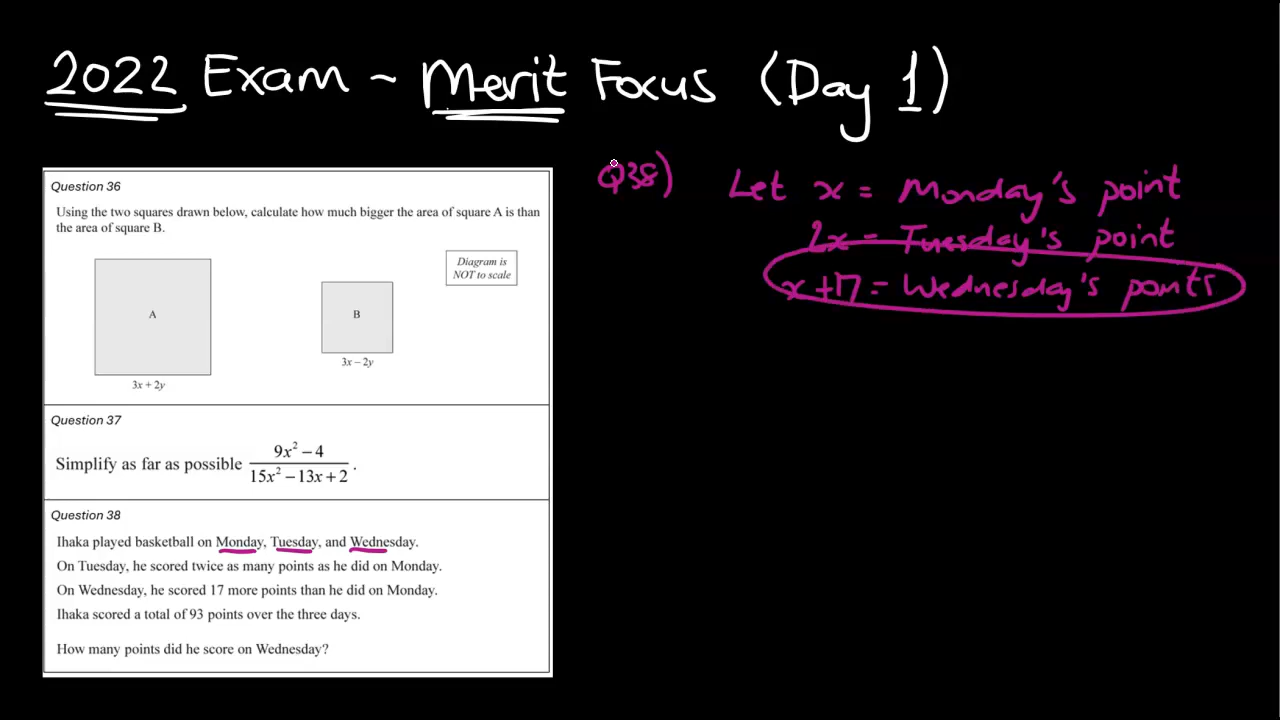 2022 Exam ~ Merit Focus (Day 1)
Question 36
Using the two squares drawn below, calculate how much bigger the area of square A is than
the area of square B.
Diagram is
NOT to scale
A
B
3x + 2y
3x – 2y
Question 37
Simplify as far as possible (9x² – 4)/(15x² – 13x + 2).
Question 38
Ihaka played basketball on Monday, Tuesday, and Wednesday.
On Tuesday, he scored twice as many points as he did on Monday.
On Wednesday, he scored 17 more points than he did on Monday.
Ihaka scored a total of 93 points over the three days.
How many points did he score on Wednesday?
Q38)
Let x = Monday's point
2x = Tuesday's point
x+17 = Wednesday's points